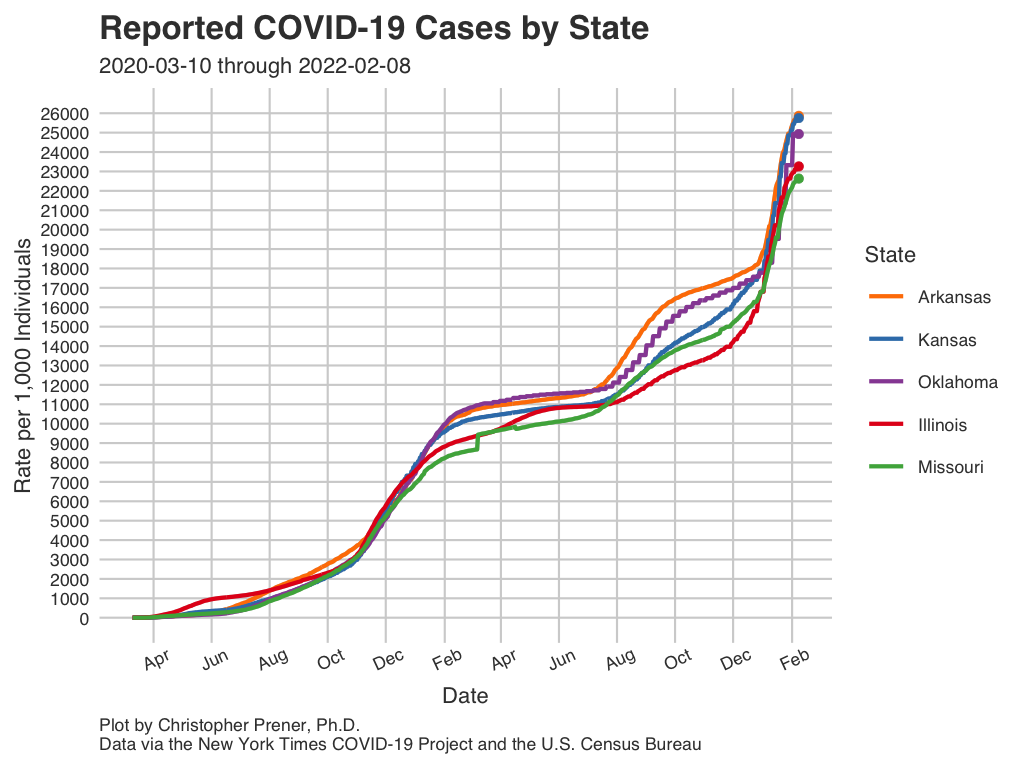 Reported COVID-19 Cases by State
2020-03-10 through 2022-02-08
Rate per 1,000 Individuals
26000
25000
24000
23000
22000
21000
20000
19000
18000
17000
16000
15000
14000
13000
12000
11000
10000
9000
8000
7000
6000
5000
4000
3000
2000
1000
0
Apr Jun Aug Oct Dec Feb Apr Jun Aug Oct Dec Feb
Date
State
Arkansas
Kansas
Oklahoma
Illinois
Missouri
Plot by Christopher Prener, Ph.D.
Data via the New York Times COVID-19 Project and the U.S. Census Bureau